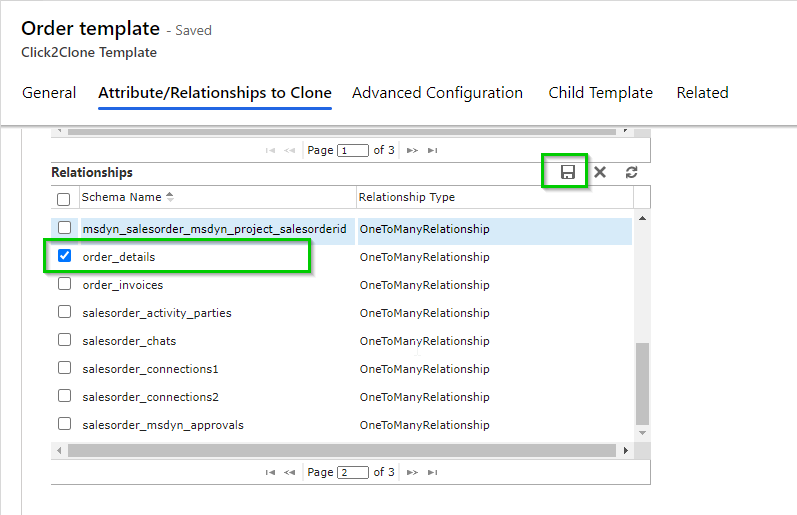 Order template - Saved
Click2Clone Template
General Attribute/Relationships to Clone Advanced Configuration Child Template Related
Page 1 of 3
Relationships
Schema Name Relationship Type
msdyn_salesorder_msdyn_project_salesorderid OneToManyRelationship
order_details OneToManyRelationship
order_invoices OneToManyRelationship
salesorder_activity_parties OneToManyRelationship
salesorder_chats OneToManyRelationship
salesorder_connections1 OneToManyRelationship
salesorder_connections2 OneToManyRelationship
salesorder_msdyn_approvals OneToManyRelationship
Page 2 of 3